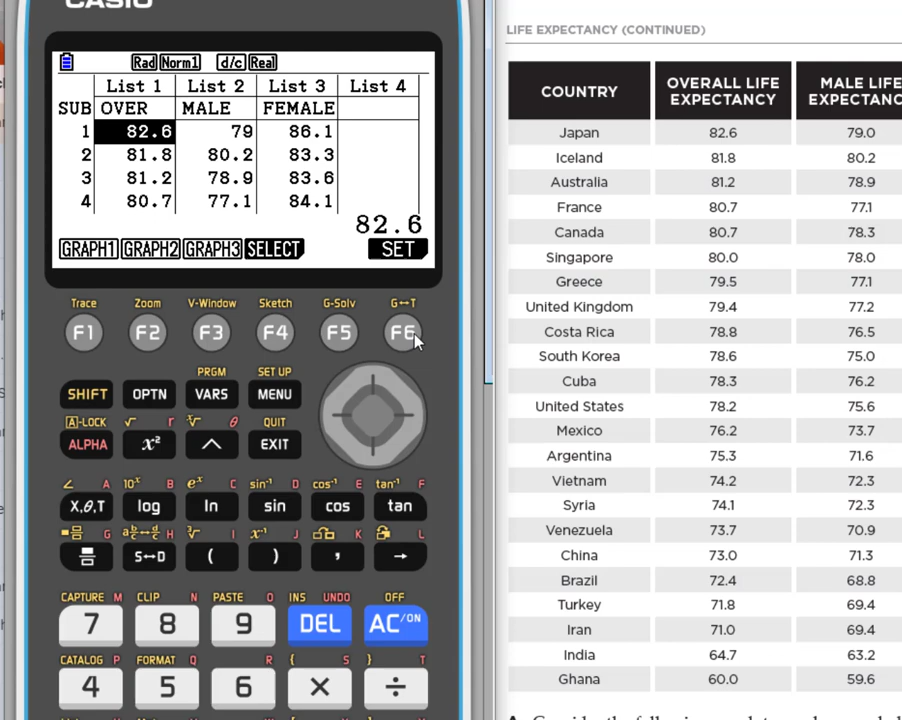 CASIO
Rad Norm1 d/c Real
List 1 List 2 List 3 List 4
SUB OVER MALE FEMALE
1 82.6 79 86.1
2 81.8 80.2 83.3
3 81.2 78.9 83.6
4 80.7 77.1 84.1
82.6
GRAPH1 GRAPH2 GRAPH3 SELECT SET
Trace Zoom V-Window Sketch G-Solv G↔T
F1 F2 F3 F4 F5 F6
PRGM SET UP
SHIFT OPTN VARS MENU
A-LOCK √ r ˣ√ θ QUIT
ALPHA x² ^ EXIT
∠ A 10ˣ B eˣ C sin⁻¹ D cos⁻¹ E tan⁻¹ F
X,θ,T log ln sin cos tan
G a b/c↔d/c H ³√ I x⁻¹ J K L
S↔D ( ) , →
CAPTURE M CLIP N PASTE O INS UNDO OFF
7 8 9 DEL AC/ON
CATALOG P FORMAT Q R { S } T
4 5 6 × ÷
LIFE EXPECTANCY (CONTINUED)
COUNTRY OVERALL LIFE MALE LIFE
EXPECTANCY EXPECTANC
Japan 82.6 79.0
Iceland 81.8 80.2
Australia 81.2 78.9
France 80.7 77.1
Canada 80.7 78.3
Singapore 80.0 78.0
Greece 79.5 77.1
United Kingdom 79.4 77.2
Costa Rica 78.8 76.5
South Korea 78.6 75.0
Cuba 78.3 76.2
United States 78.2 75.6
Mexico 76.2 73.7
Argentina 75.3 71.6
Vietnam 74.2 72.3
Syria 74.1 72.3
Venezuela 73.7 70.9
China 73.0 71.3
Brazil 72.4 68.8
Turkey 71.8 69.4
Iran 71.0 69.4
India 64.7 63.2
Ghana 60.0 59.6